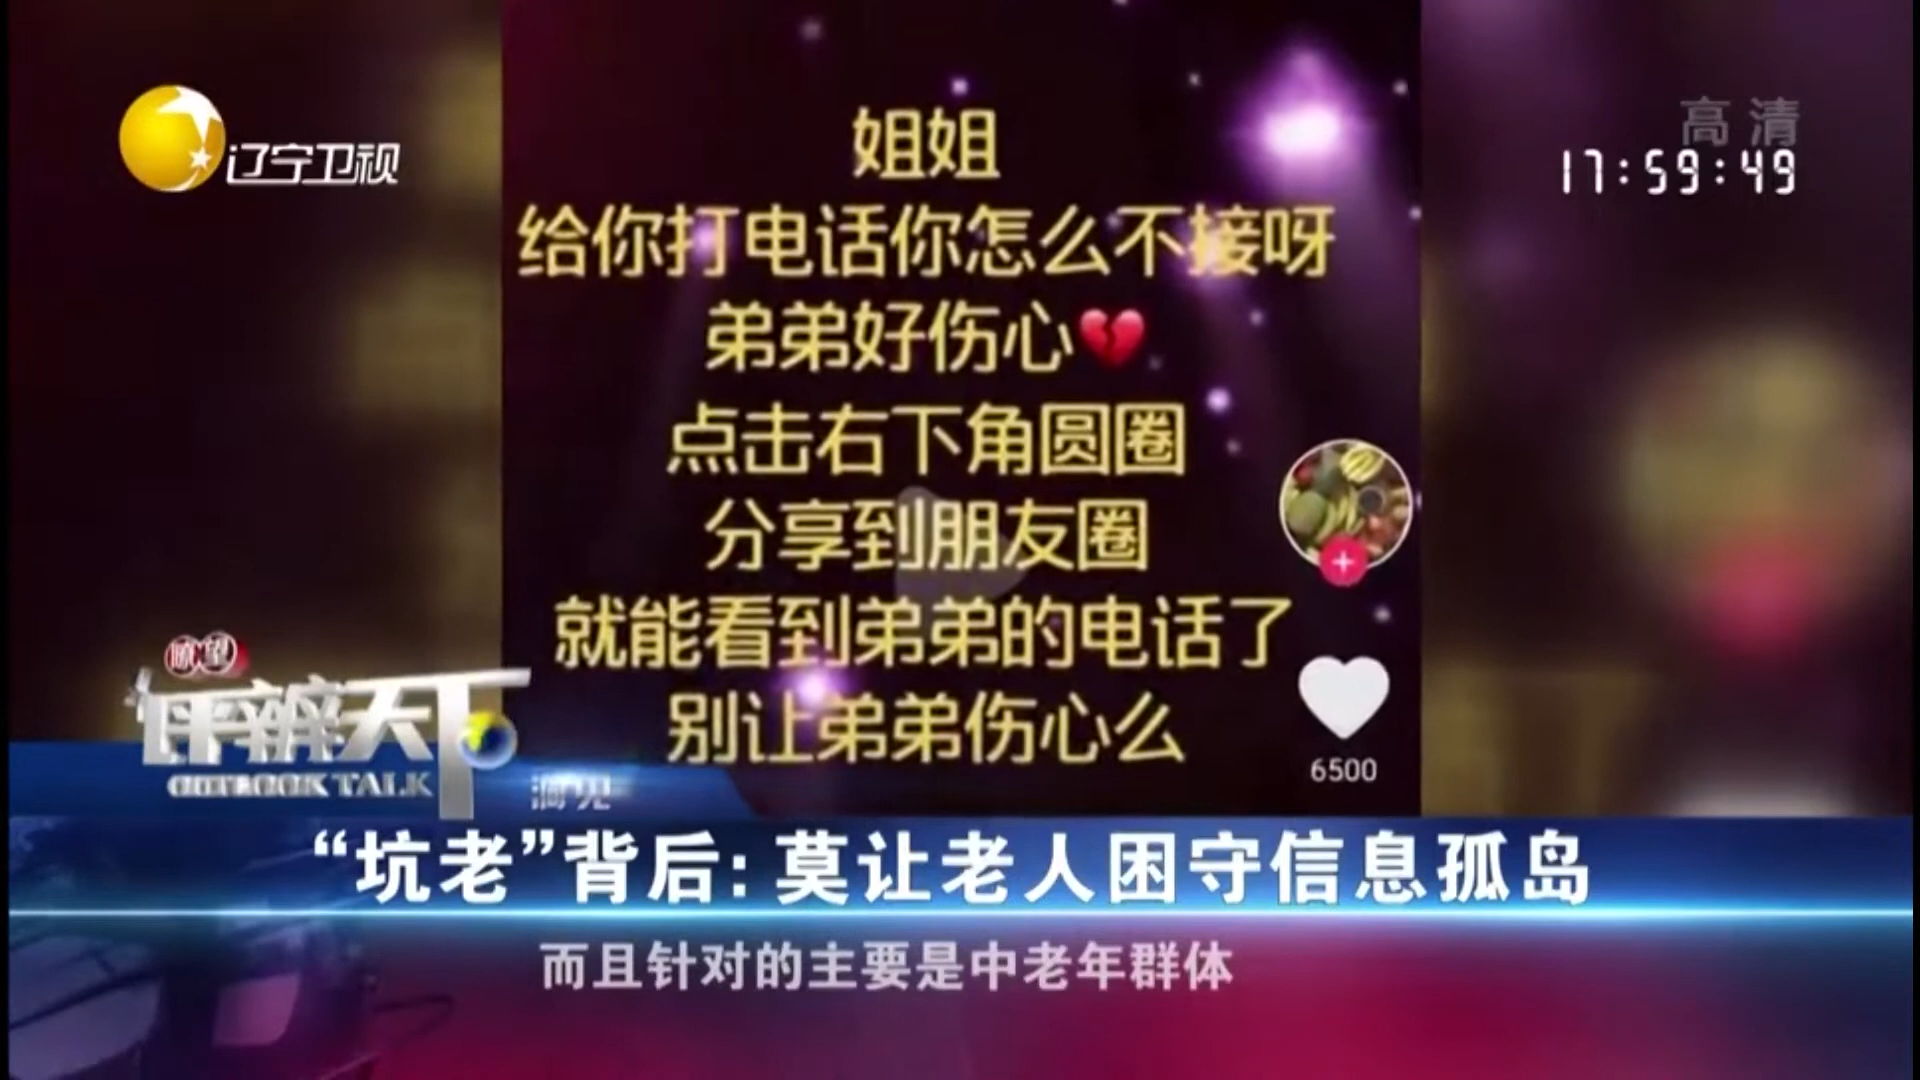 辽宁卫视
高清
17:59:49
姐姐
给你打电话你怎么不接呀
弟弟好伤心
点击右下角圆圈
分享到朋友圈
就能看到弟弟的电话了
别让弟弟伤心么
6500
瞭望
评辨天下
OUTLOOK TALK
洞见
“坑老”背后:莫让老人困守信息孤岛
而且针对的主要是中老年群体